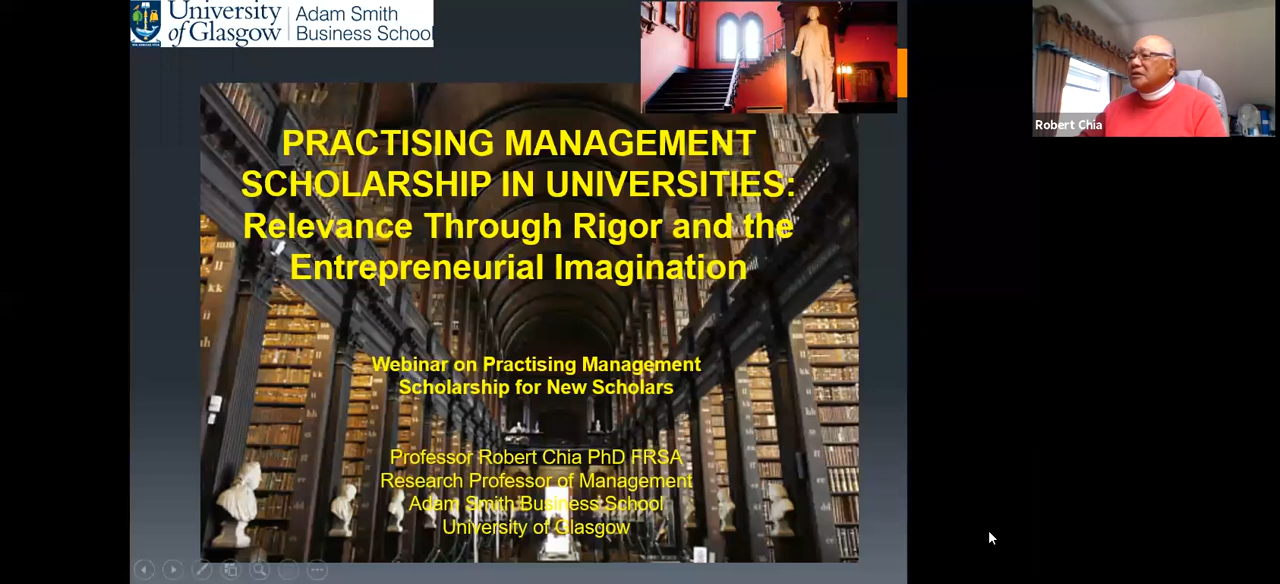 University
of Glasgow
Adam Smith
Business School
Robert Chia
PRACTISING MANAGEMENT
SCHOLARSHIP IN UNIVERSITIES:
Relevance Through Rigor and the
Entrepreneurial Imagination
Webinar on Practising Management
Scholarship for New Scholars
Professor Robert Chia PhD FRSA
Research Professor of Management
Adam Smith Business School
University of Glasgow